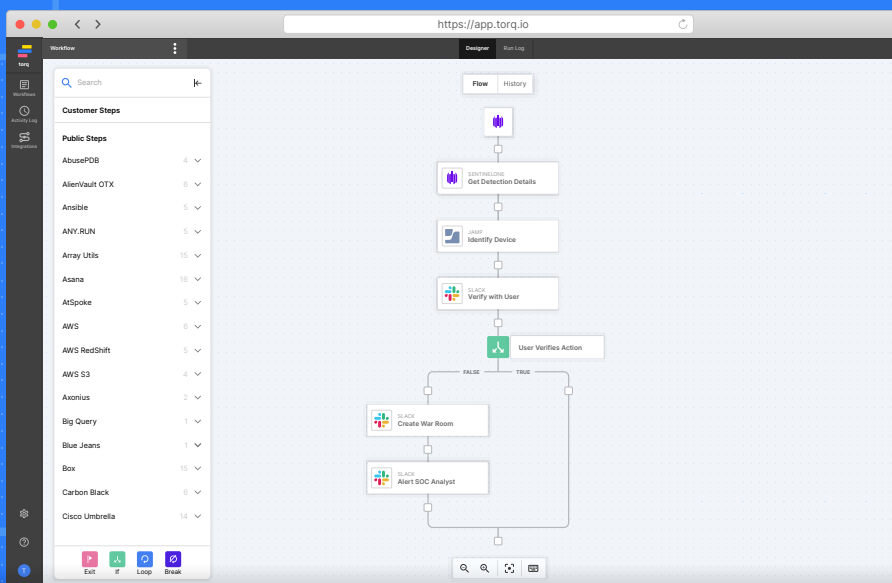 https://app.torq.io
torq
Workflow
Designer
Run Log
Workflows
Activity Log
Integrations
T
Search
Customer Steps
Public Steps
AbusePDB 4
AlienVault OTX 8
Ansible 5
ANY.RUN 5
Array Utils 15
Asana 16
AtSpoke 5
AWS 6
AWS RedShift 5
AWS S3 4
Axonius 2
Big Query 1
Blue Jeans 1
Box 15
Carbon Black 6
Cisco Umbrella 14
Exit
If
Loop
Break
Flow
History
SENTINELONE
Get Detection Details
JAMF
Identify Device
SLACK
Verify with User
User Verifies Action
FALSE
TRUE
SLACK
Create War Room
SLACK
Alert SOC Analyst